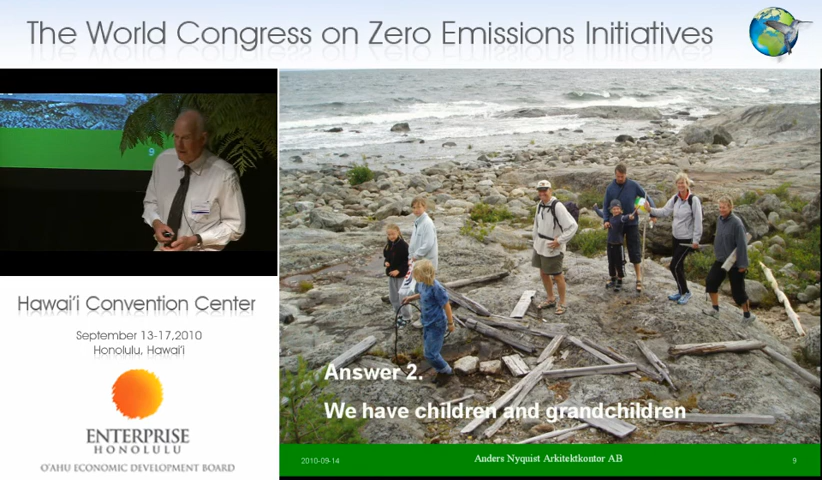 The World Congress on Zero Emissions Initiatives
9
Hawai'i Convention Center
September 13-17,2010
Honolulu, Hawai'i
ENTERPRISE
HONOLULU
O'AHU ECONOMIC DEVELOPMENT BOARD
Answer 2.
We have children and grandchildren
2010-09-14
Anders Nyquist Arkitektkontor AB
9